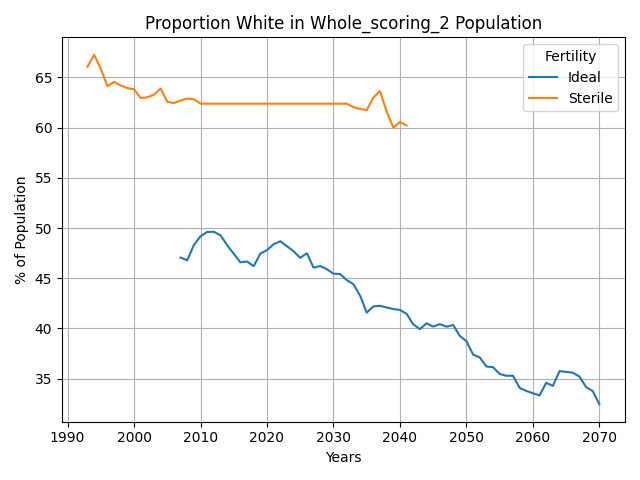 Proportion White in Whole_scoring_2 Population
Fertility
Ideal
Sterile
65
60
55
50
45
40
35
% of Population
1990 2000 2010 2020 2030 2040 2050 2060 2070
Years